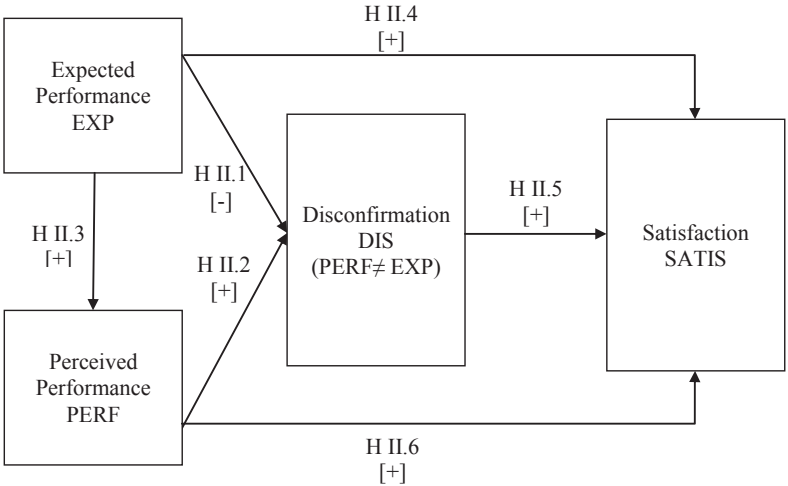 H II.4
[+]
Expected
Performance
EXP
H II.1
[-]
H II.5
[+]
Disconfirmation
DIS
(PERF≠ EXP)
Satisfaction
SATIS
H II.3
[+]
H II.2
[+]
Perceived
Performance
PERF
H II.6
[+]